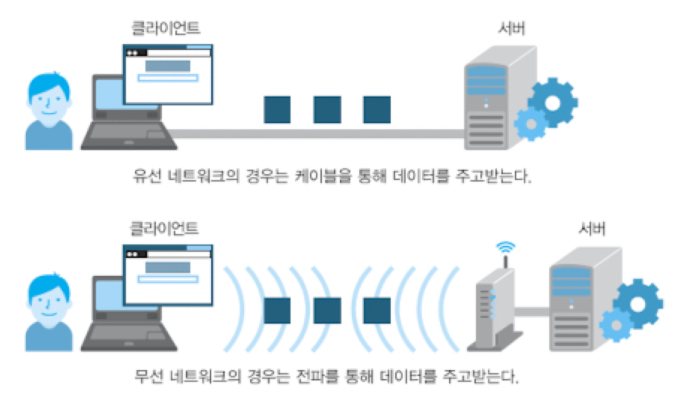 클라이언트
서버
유선 네트워크의 경우는 케이블을 통해 데이터를 주고받는다.
클라이언트
서버
무선 네트워크의 경우는 전파를 통해 데이터를 주고받는다.